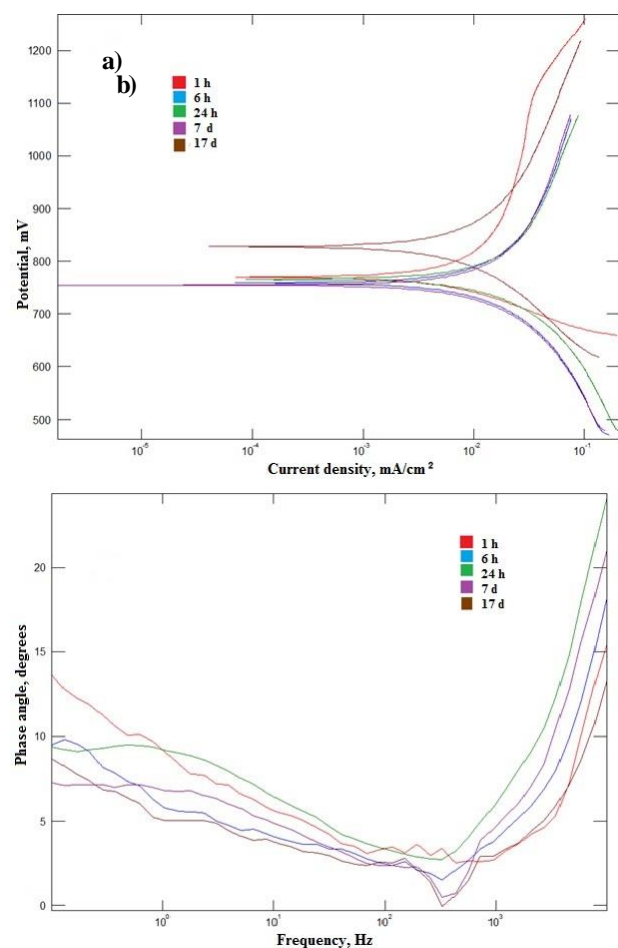 1200
a)
b)
1 h
6 h
24 h
7 d
17 d
1100
1000
900
800
700
600
500
Potential, mV
10⁻⁵
10⁻⁴
10⁻³
10⁻²
10⁻¹
Current density, mA/cm²
1 h
6 h
24 h
7 d
17 d
20
15
10
5
0
Phase angle, degrees
10⁰
10¹
10²
10³
Frequency, Hz